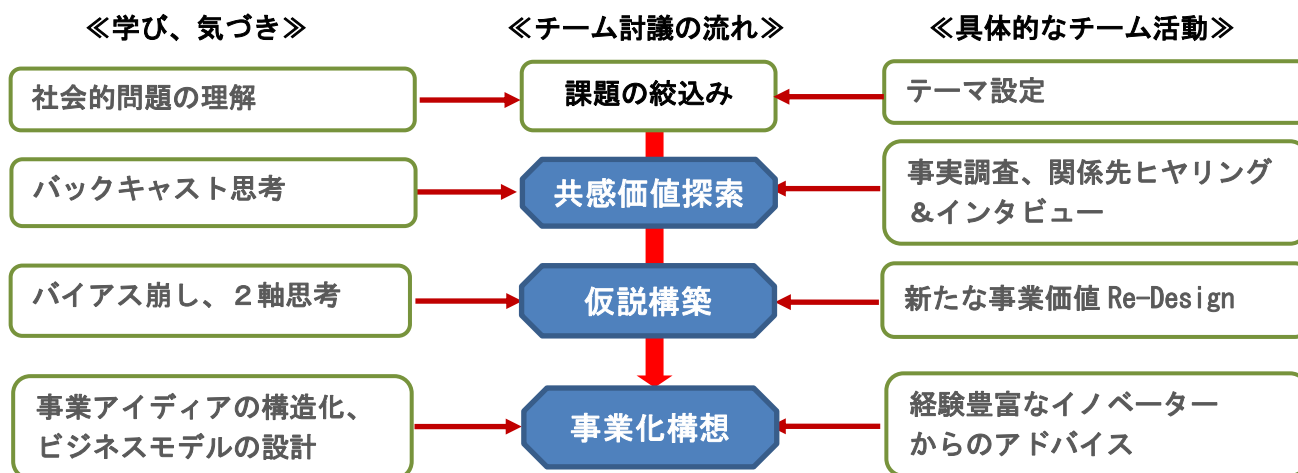 ≪学び、気づき≫
≪チーム討議の流れ≫
≪具体的なチーム活動≫
社会的問題の理解
課題の絞込み
テーマ設定
バックキャスト思考
共感価値探索
事実調査、関係先ヒヤリング
＆インタビュー
バイアス崩し、２軸思考
仮説構築
新たな事業価値 Re-Design
事業アイディアの構造化、
ビジネスモデルの設計
事業化構想
経験豊富なイノベーター
からのアドバイス